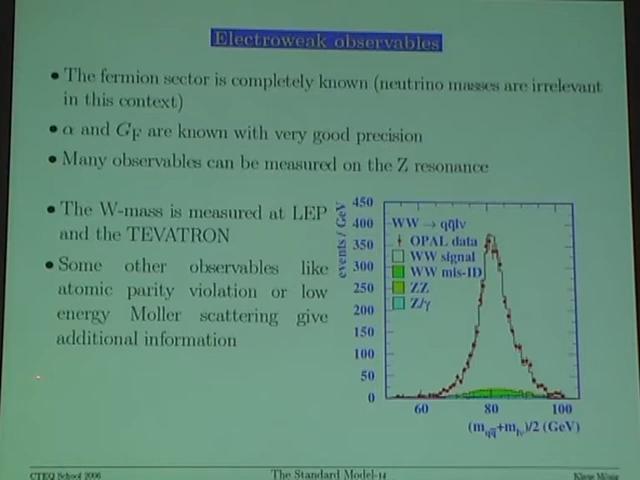 Electroweak observables
• The fermion sector is completely known (neutrino masses are irrelevant
in this context)
• α and G_F are known with very good precision
• Many observables can be measured on the Z resonance
• The W-mass is measured at LEP
and the TEVATRON
• Some other observables like
atomic parity violation or low
energy Moller scattering give
additional information
events / GeV
450
400
350
300
250
200
150
100
50
0
WW → qq̅lν
OPAL data
WW signal
WW mis-ID
ZZ
Z/γ
60
80
100
(m_qq̅+m_lν)/2 (GeV)
CTEQ School 2006
The Standard Model-14
Klaus